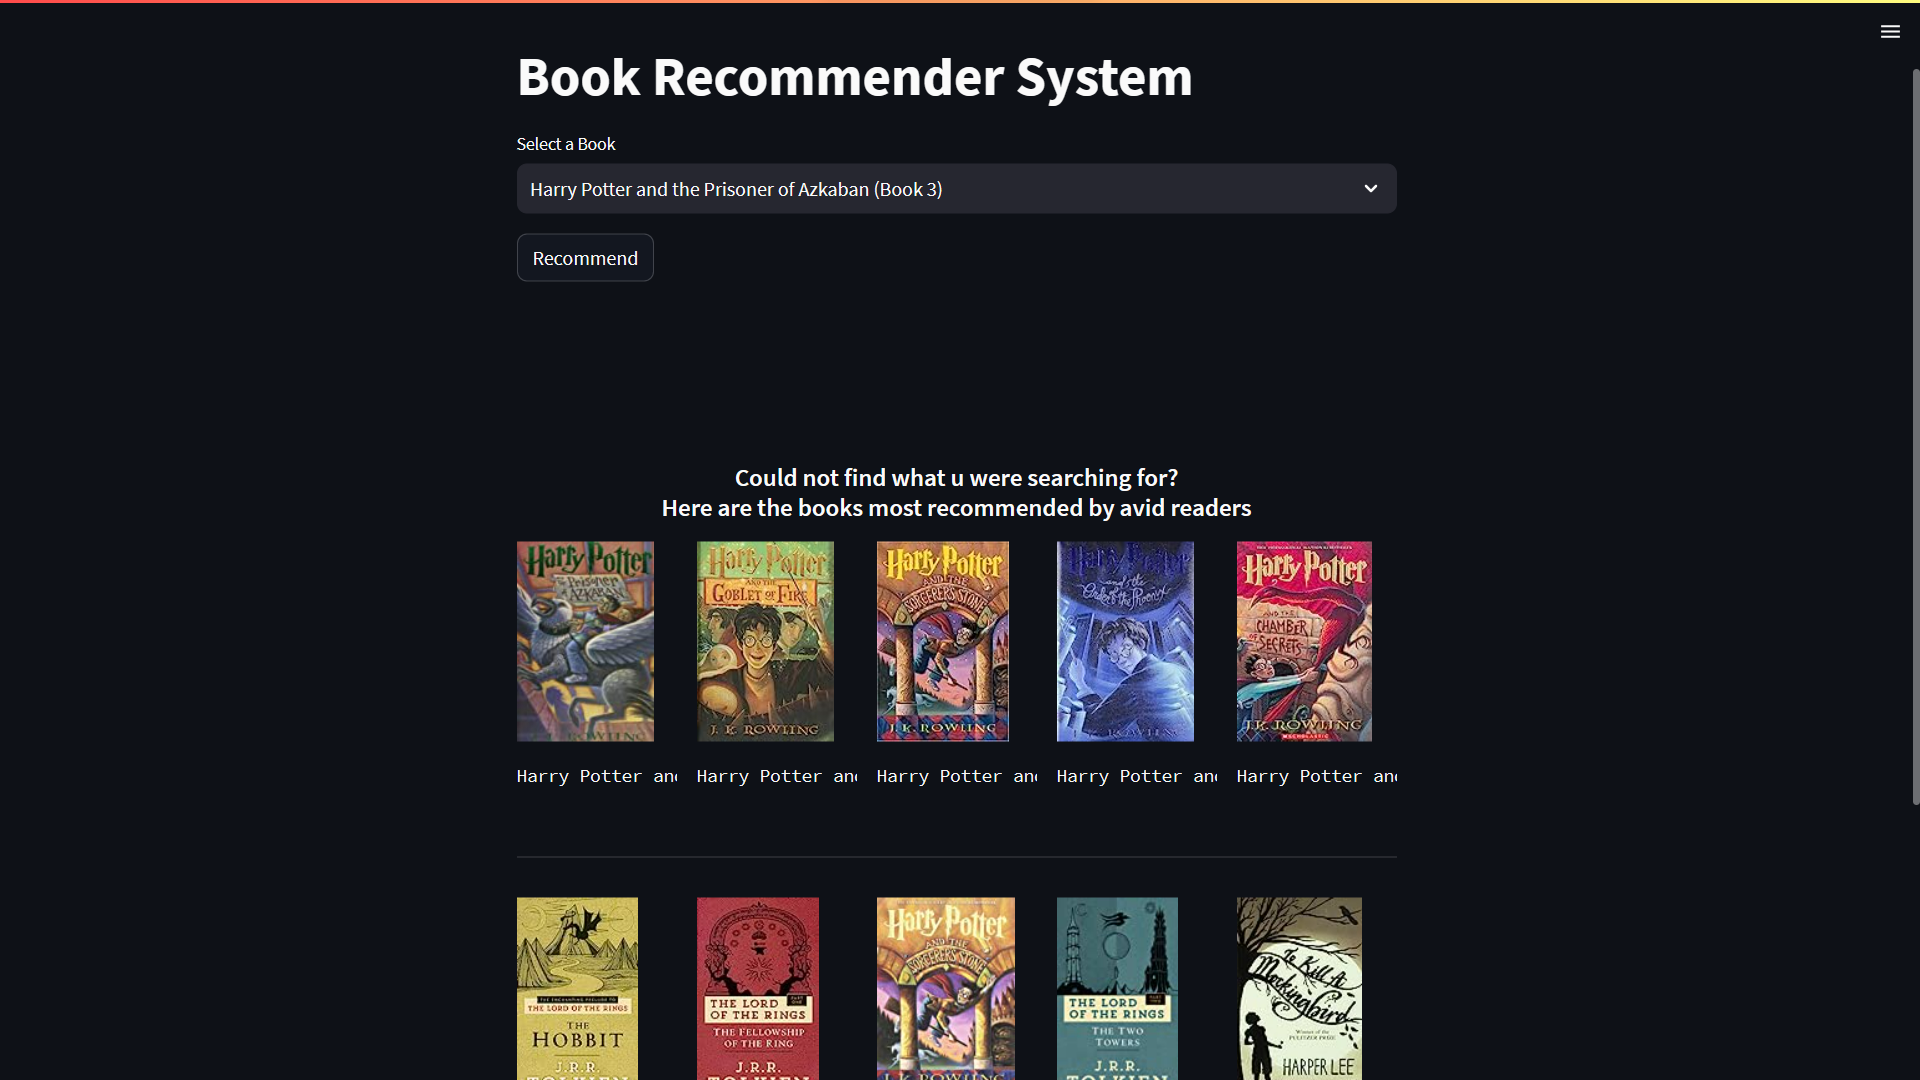 Book Recommender System
Select a Book
Harry Potter and the Prisoner of Azkaban (Book 3)
Recommend
Could not find what u were searching for?
Here are the books most recommended by avid readers
Harry Potter
and the
Prisoner
of
AZKABAN
Harry Potter
AND THE
GOBLET OF FIRE
J. K. ROWLING
Harry Potter
AND THE
SORCERER'S STONE
J. K. ROWLING
Harry Potter
and the
Order of the Phoenix
J. K. ROWLING
Harry Potter
AND THE
CHAMBER
OF
SECRETS
J.K. ROWLING
SCHOLASTIC
Harry Potter an
Harry Potter an
Harry Potter an
Harry Potter an
Harry Potter an
THE ENCHANTING PRELUDE TO
THE LORD OF THE RINGS
THE
HOBBIT
J.R.R.
TOLKIEN
PART
ONE
THE LORD
OF THE RINGS
THE FELLOWSHIP
OF THE RING
J.R.R.
TOLKIEN
Harry Potter
AND THE
SORCERER'S STONE
J. K. ROWLING
PART
TWO
THE LORD
OF THE RINGS
THE TWO
TOWERS
J.R.R.
TOLKIEN
To Kill A
Mockingbird
Winner of the
PULITZER PRIZE
HARPER LEE